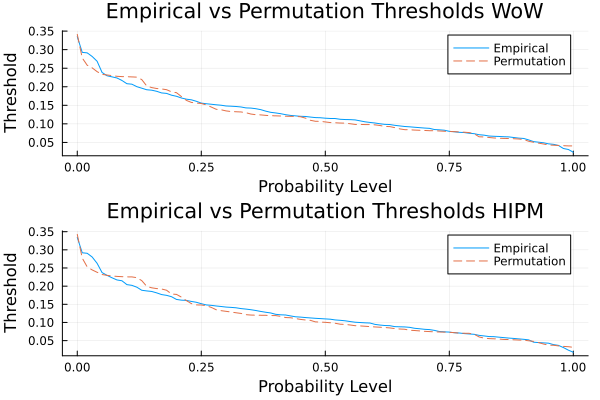 Empirical vs Permutation Thresholds WoW
0.35
0.30
0.25
0.20
0.15
0.10
0.05
Threshold
Empirical
Permutation
0.00 0.25 0.50 0.75 1.00
Probability Level
Empirical vs Permutation Thresholds HIPM
0.35
0.30
0.25
0.20
0.15
0.10
0.05
Threshold
Empirical
Permutation
0.00 0.25 0.50 0.75 1.00
Probability Level